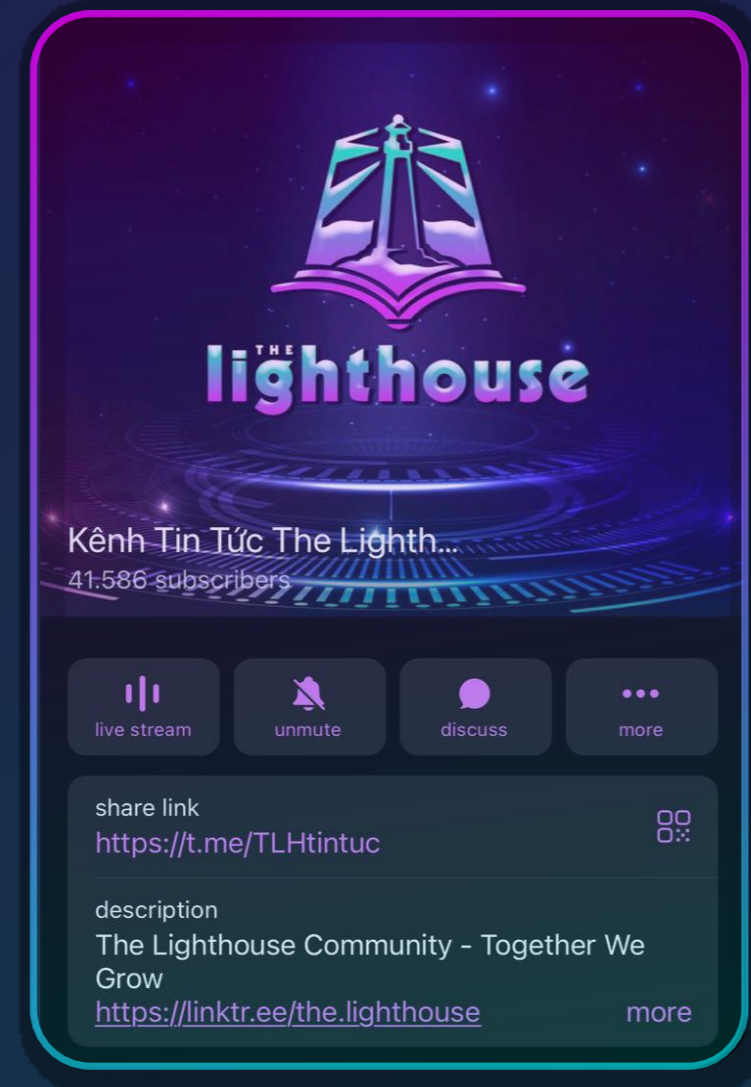 THE
lighthouse
Kênh Tin Tức The Lighth...
41.586 subscribers
live stream
unmute
discuss
more
share link
https://t.me/TLHtintuc
description
The Lighthouse Community - Together We
Grow
https://linktr.ee/the.lighthouse
more